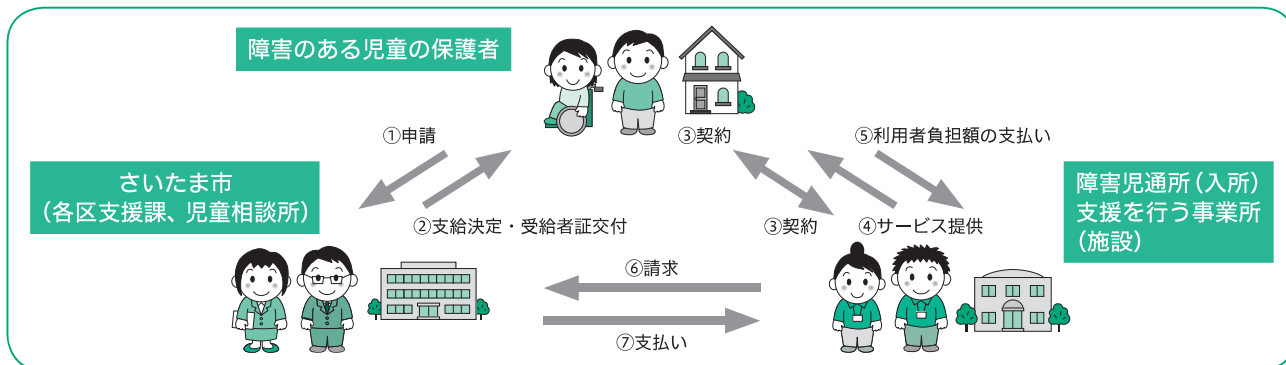 障害のある児童の保護者
①申請
③契約
⑤利用者負担額の支払い
さいたま市
（各区支援課、児童相談所）
障害児通所（入所）
支援を行う事業所
（施設）
②支給決定・受給者証交付
③契約
④サービス提供
⑥請求
⑦支払い